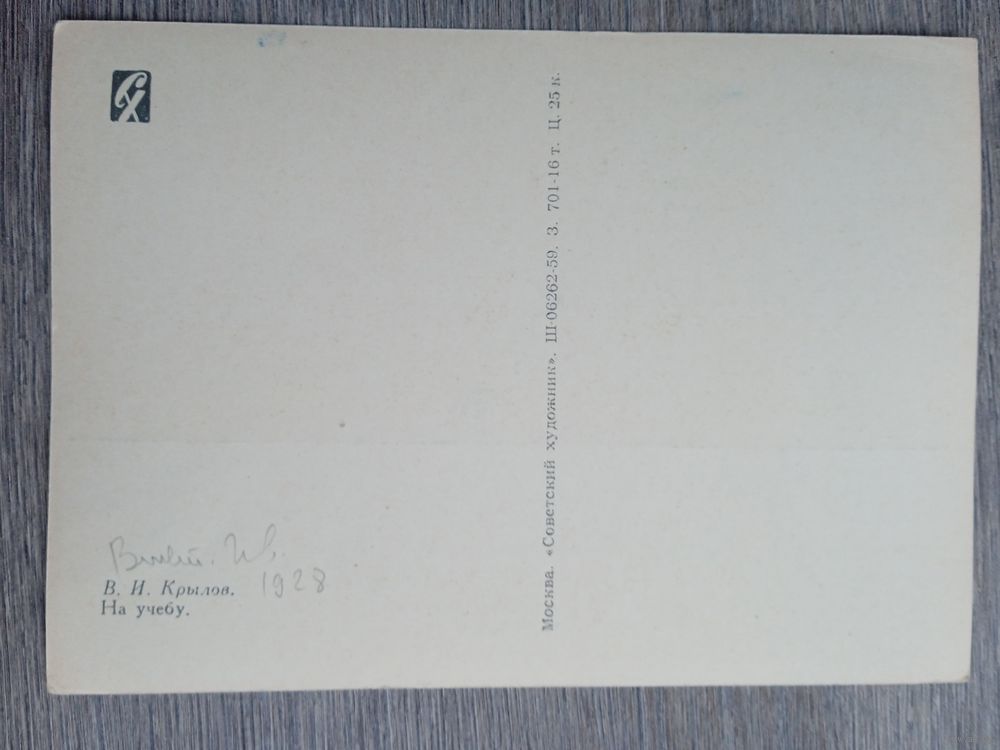 СХ
1928
В. И. Крылов.
На учебу.
Москва. «Советский художник». Ш-06262-59. З. 701-16 т. Ц. 25 к.